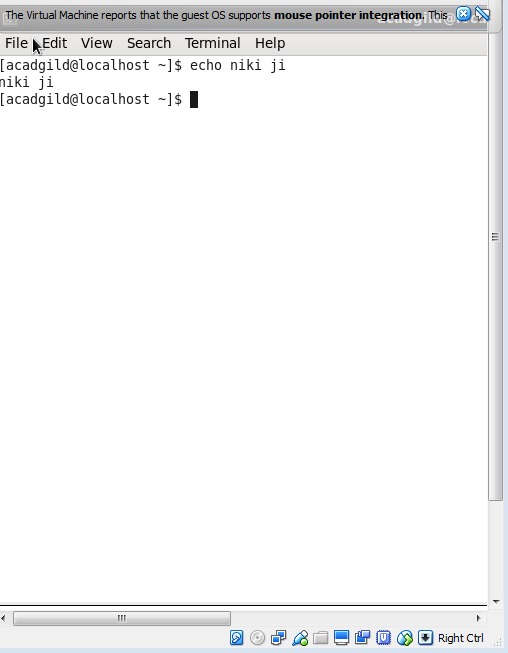 The Virtual Machine reports that the guest OS supports mouse pointer integration. This
File Edit View Search Terminal Help
[acadgild@localhost ~]$ echo niki ji
niki ji
[acadgild@localhost ~]$
Right Ctrl